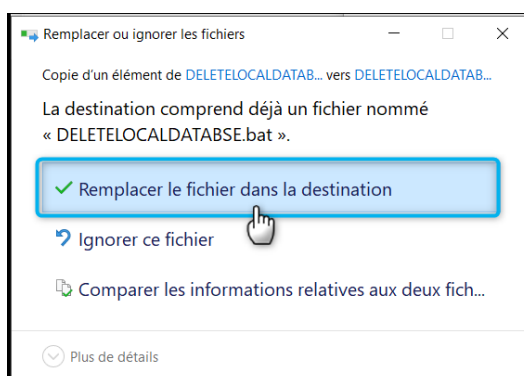 Remplacer ou ignorer les fichiers
Copie d'un élément de DELETELOCALDATAB... vers DELETELOCALDATAB...
La destination comprend déjà un fichier nommé
« DELETELOCALDATABSE.bat ».
Remplacer le fichier dans la destination
Ignorer ce fichier
Comparer les informations relatives aux deux fich...
Plus de détails